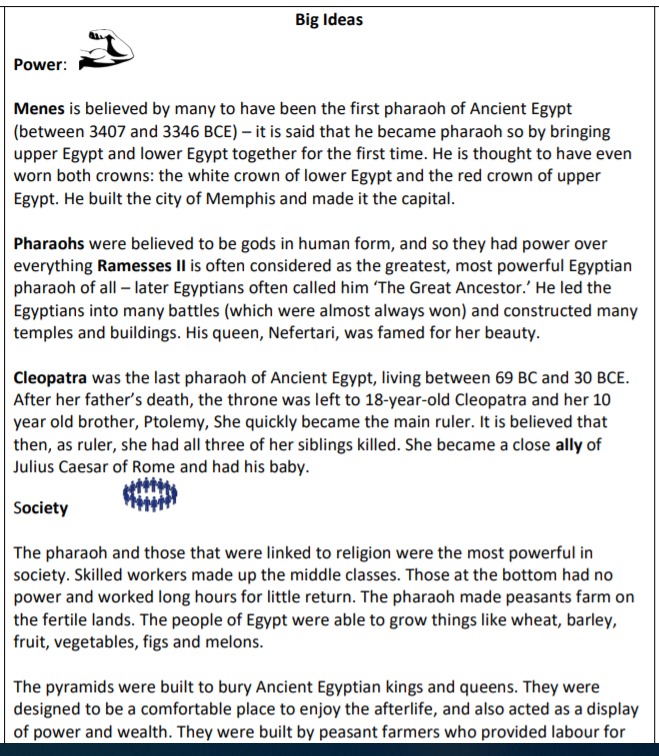 Big Ideas
Power:
Menes is believed by many to have been the first pharaoh of Ancient Egypt
(between 3407 and 3346 BCE) – it is said that he became pharaoh so by bringing
upper Egypt and lower Egypt together for the first time. He is thought to have even
worn both crowns: the white crown of lower Egypt and the red crown of upper
Egypt. He built the city of Memphis and made it the capital.
Pharaohs were believed to be gods in human form, and so they had power over
everything Ramesses II is often considered as the greatest, most powerful Egyptian
pharaoh of all – later Egyptians often called him ‘The Great Ancestor.’ He led the
Egyptians into many battles (which were almost always won) and constructed many
temples and buildings. His queen, Nefertari, was famed for her beauty.
Cleopatra was the last pharaoh of Ancient Egypt, living between 69 BC and 30 BCE.
After her father’s death, the throne was left to 18-year-old Cleopatra and her 10
year old brother, Ptolemy, She quickly became the main ruler. It is believed that
then, as ruler, she had all three of her siblings killed. She became a close ally of
Julius Caesar of Rome and had his baby.
Society
The pharaoh and those that were linked to religion were the most powerful in
society. Skilled workers made up the middle classes. Those at the bottom had no
power and worked long hours for little return. The pharaoh made peasants farm on
the fertile lands. The people of Egypt were able to grow things like wheat, barley,
fruit, vegetables, figs and melons.
The pyramids were built to bury Ancient Egyptian kings and queens. They were
designed to be a comfortable place to enjoy the afterlife, and also acted as a display
of power and wealth. They were built by peasant farmers who provided labour for